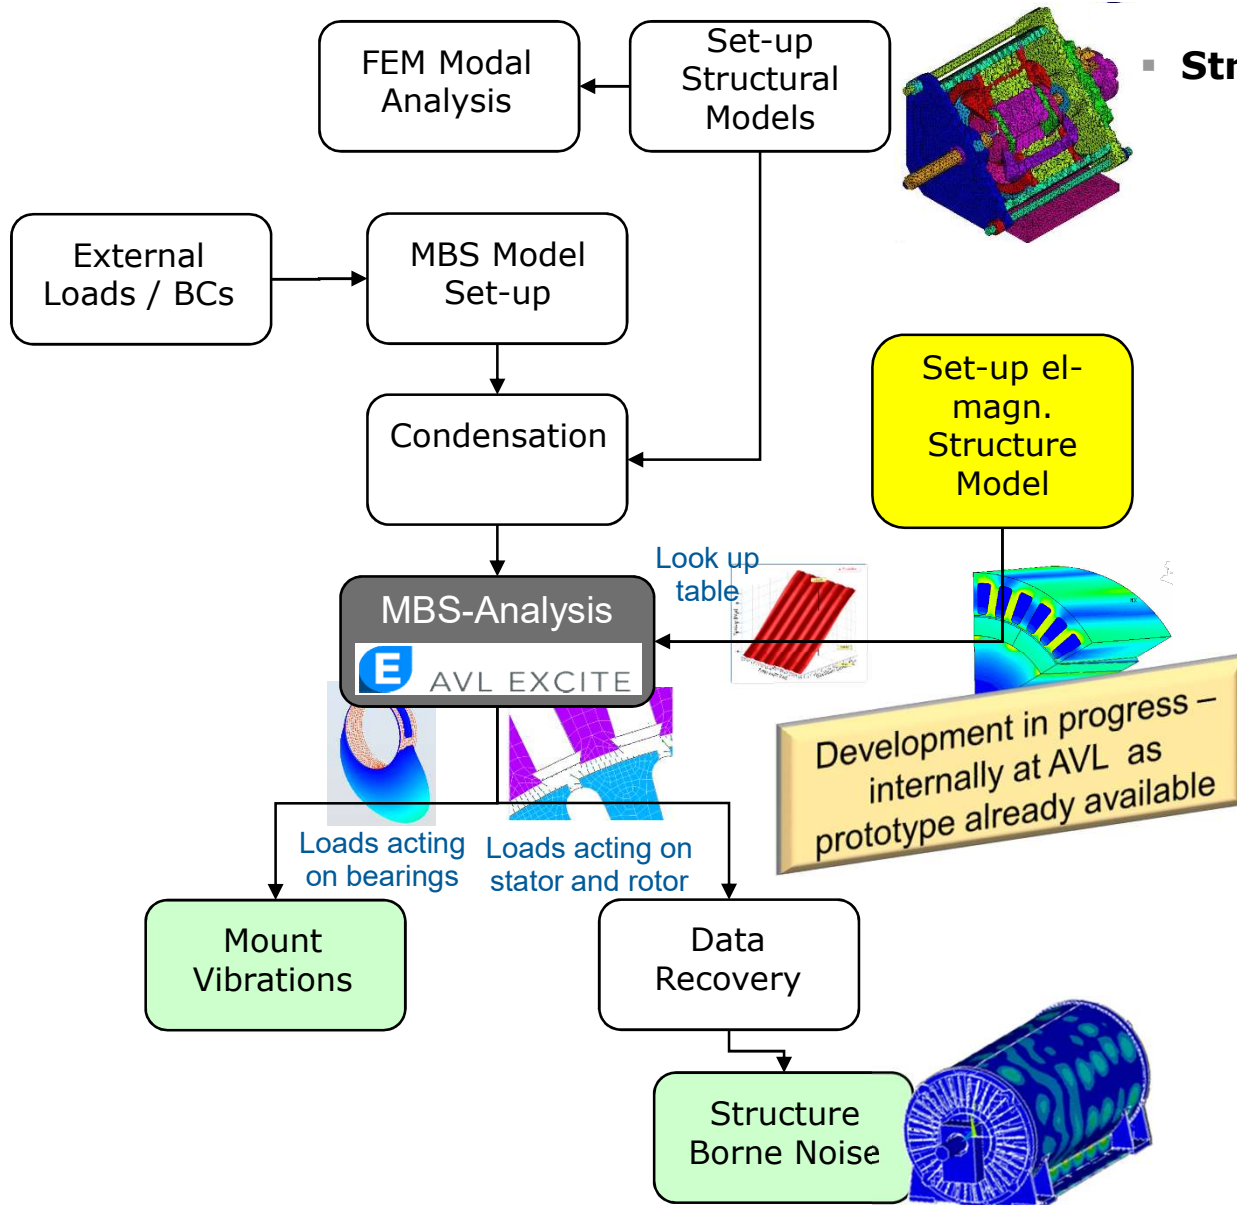 FEM Modal
Analysis
Set-up
Structural
Models
External
Loads / BCs
MBS Model
Set-up
Set-up el-
magn.
Structure
Model
Condensation
Look up
table
MBS-Analysis
E AVL EXCITE
Development in progress –
internally at AVL as
prototype already available
Loads acting
on bearings
Loads acting on
stator and rotor
Mount
Vibrations
Data
Recovery
Structure
Borne Noise